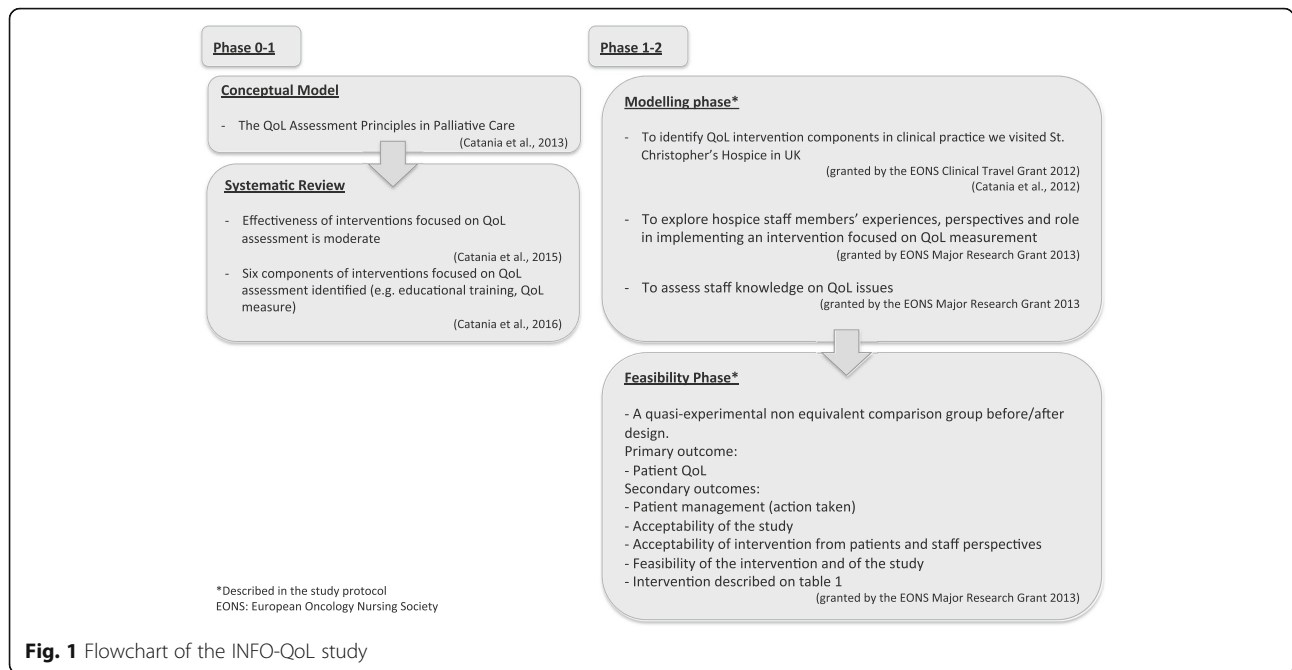 Phase 0-1
Conceptual Model
- The QoL Assessment Principles in Palliative Care
(Catania et al., 2013)
Systematic Review
- Effectiveness of interventions focused on QoL
assessment is moderate
(Catania et al., 2015)
- Six components of interventions focused on QoL
assessment identified (e.g. educational training, QoL
measure)
(Catania et al., 2016)
Phase 1-2
Modelling phase*
- To identify QoL intervention components in clinical practice we visited St.
Christopher's Hospice in UK
(granted by the EONS Clinical Travel Grant 2012)
(Catania et al., 2012)
- To explore hospice staff members' experiences, perspectives and role
in implementing an intervention focused on QoL measurement
(granted by EONS Major Research Grant 2013)
- To assess staff knowledge on QoL issues
(granted by the EONS Major Research Grant 2013
Feasibility Phase*
- A quasi-experimental non equivalent comparison group before/after
design.
Primary outcome:
- Patient QoL
Secondary outcomes:
- Patient management (action taken)
- Acceptability of the study
- Acceptability of intervention from patients and staff perspectives
- Feasibility of the intervention and of the study
- Intervention described on table 1
(granted by the EONS Major Research Grant 2013)
*Described in the study protocol
EONS: European Oncology Nursing Society
Fig. 1 Flowchart of the INFO-QoL study